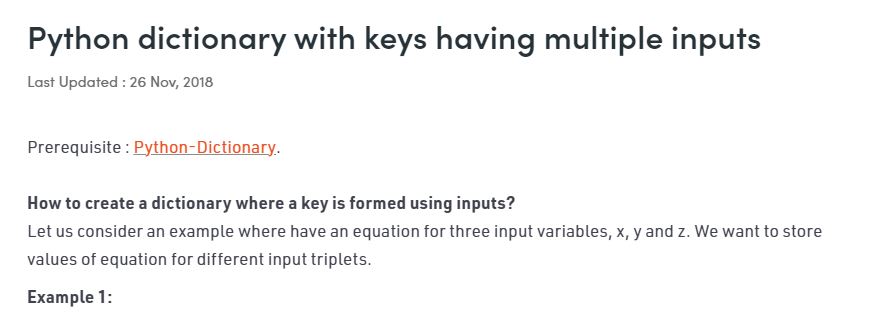 Python dictionary with keys having multiple inputs
Last Updated : 26 Nov, 2018
Prerequisite : Python-Dictionary.
How to create a dictionary where a key is formed using inputs?
Let us consider an example where have an equation for three input variables, x, y and z. We want to store
values of equation for different input triplets.
Example 1: